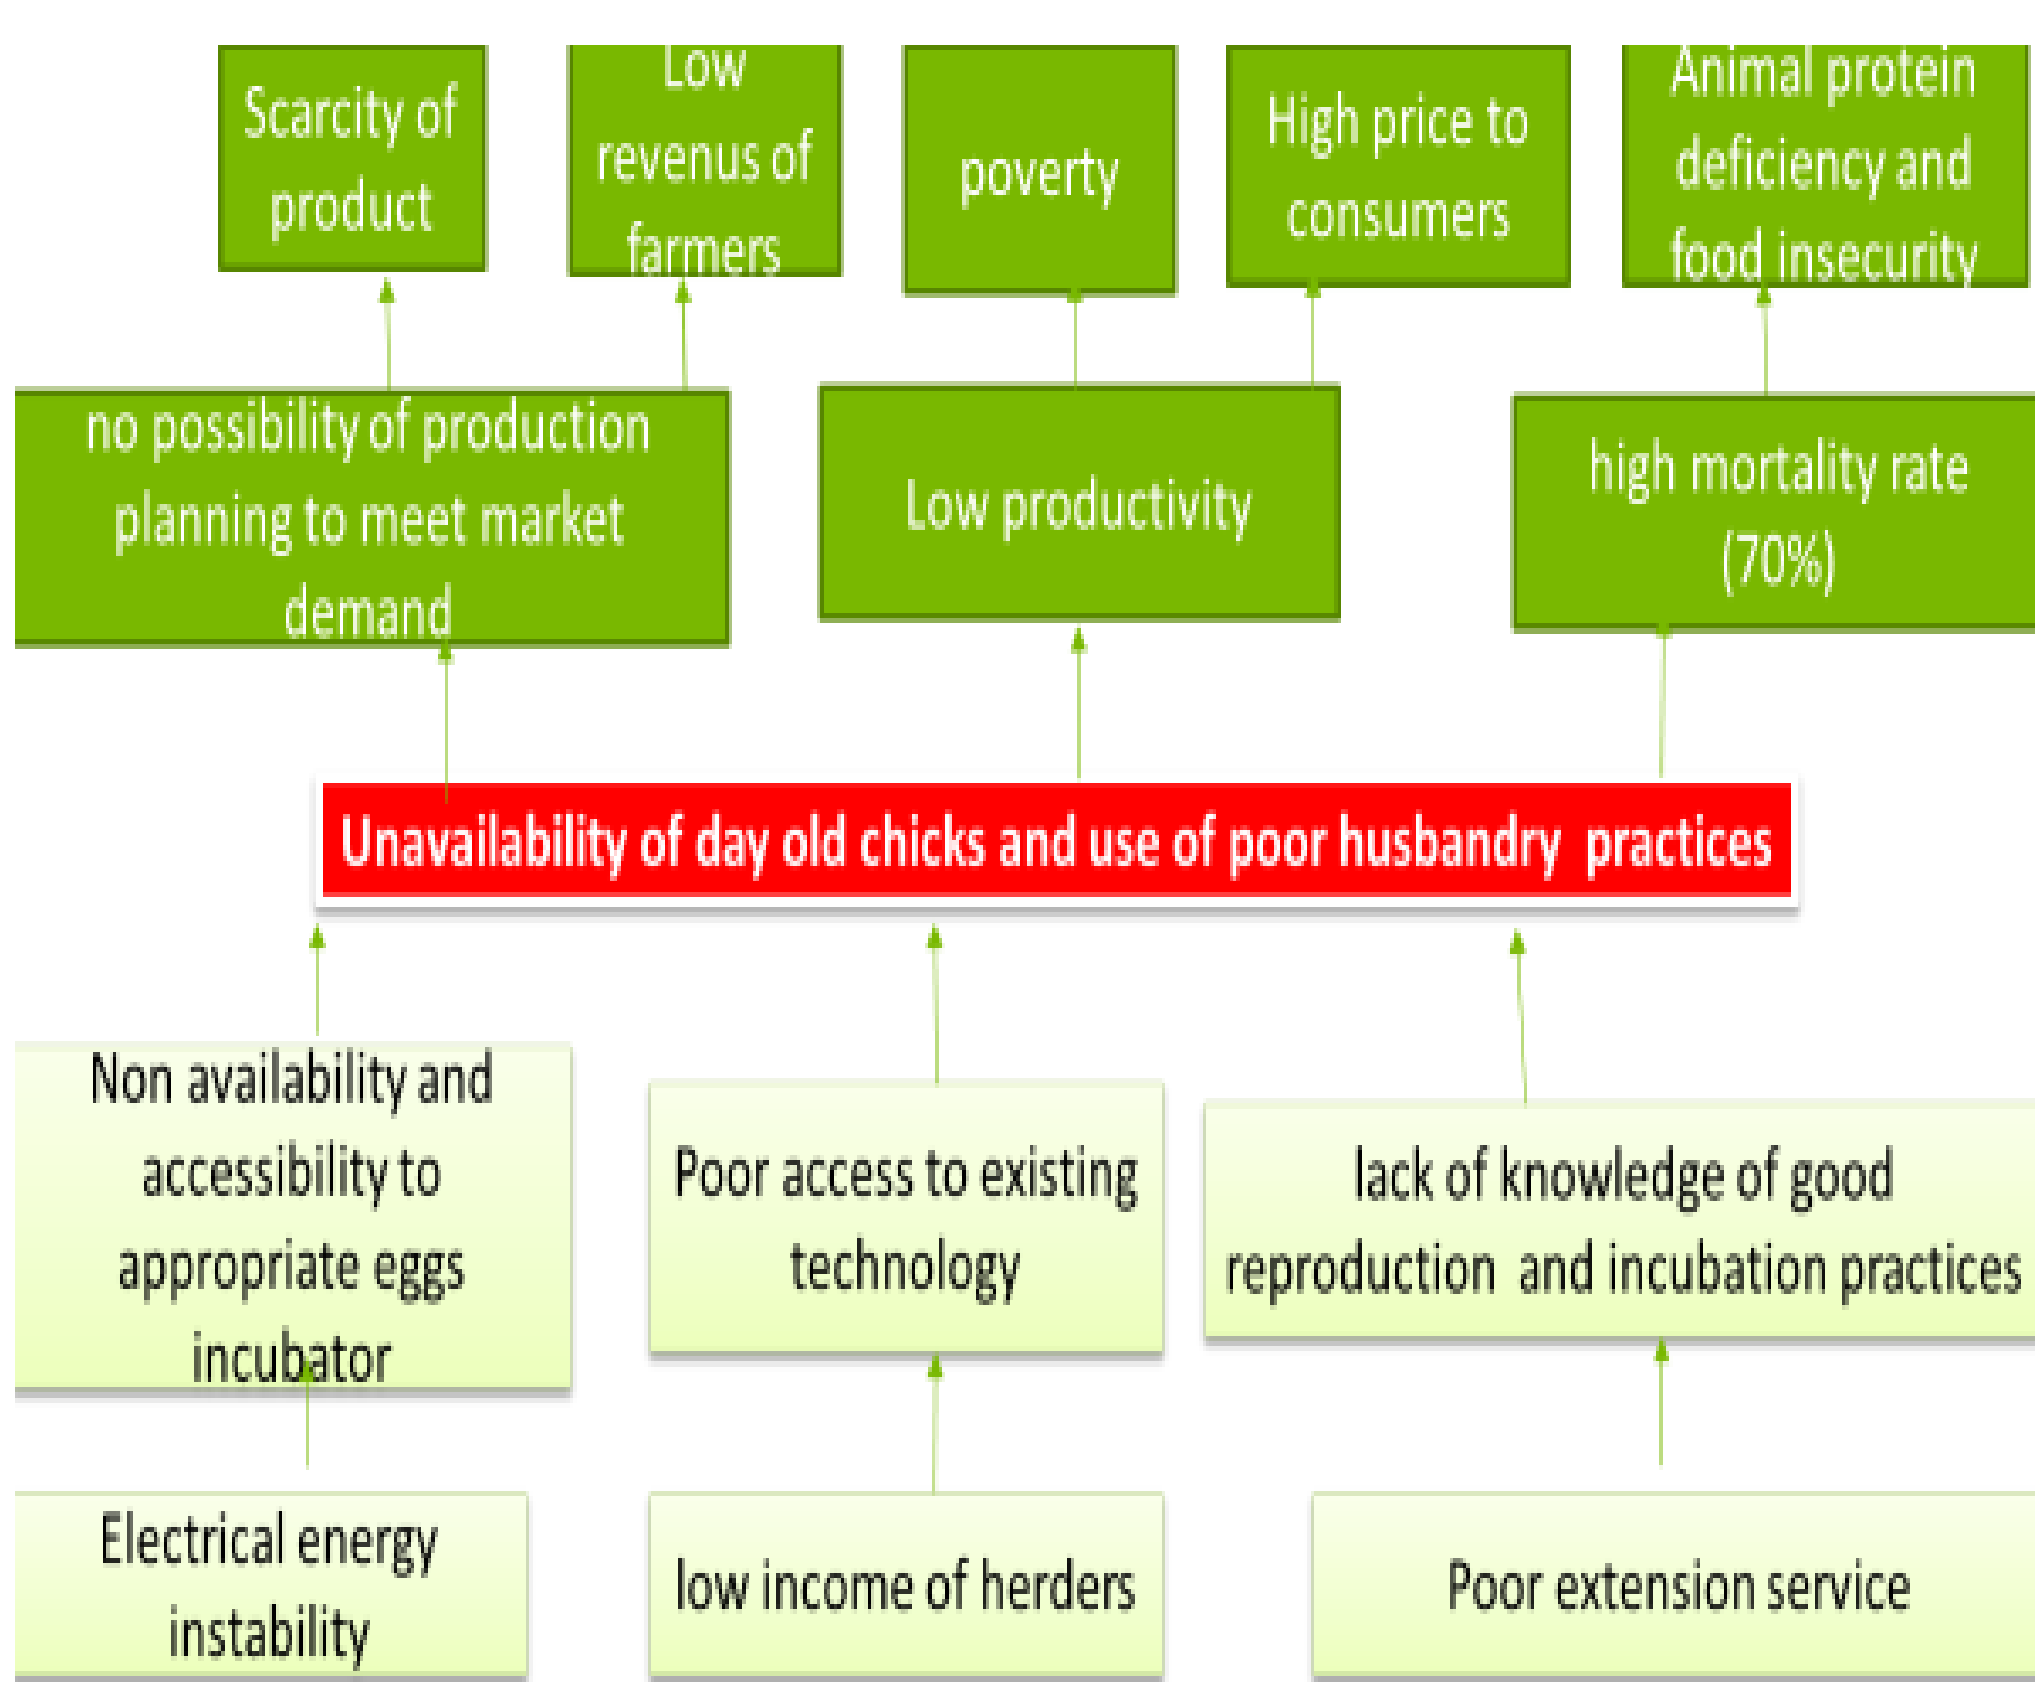 Scarcity of
product
Low
revenus of
farmers
poverty
High price to
consumers
Animal protein
deficiency and
food insecurity
no possibility of production
planning to meet market
demand
Low productivity
high mortality rate
(70%)
Unavailability of day old chicks and use of poor husbandry practices
Non availability and
accessibility to
appropriate eggs
incubator
Poor access to existing
technology
lack of knowledge of good
reproduction and incubation practices
Electrical energy
instability
low income of herders
Poor extension service